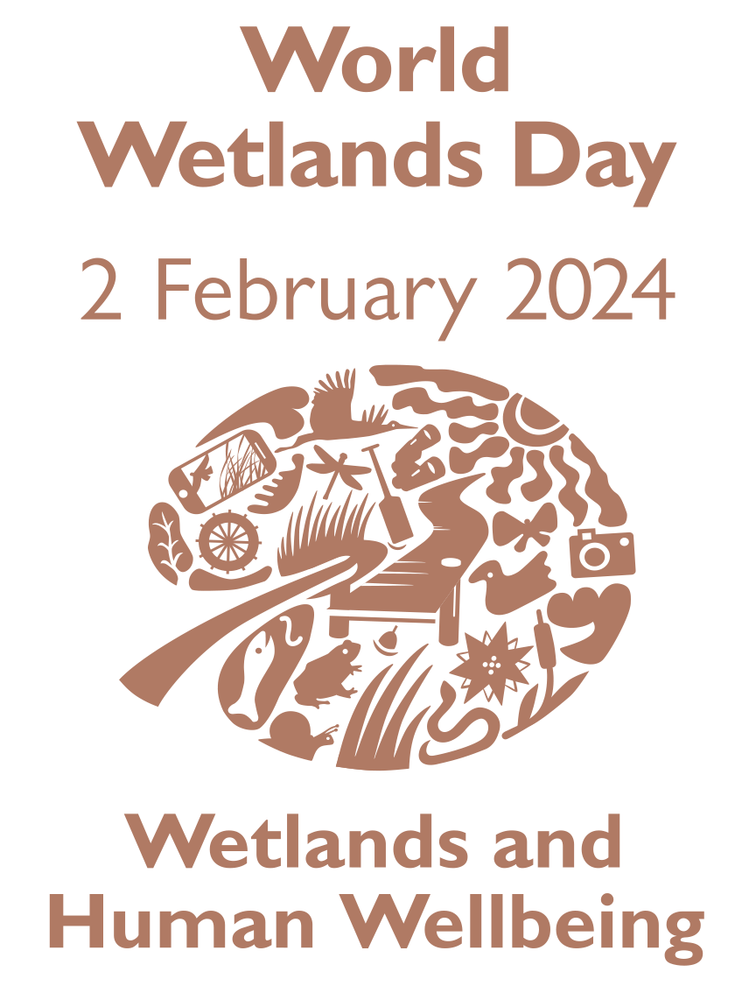 World
Wetlands Day
2 February 2024
Wetlands and
Human Wellbeing